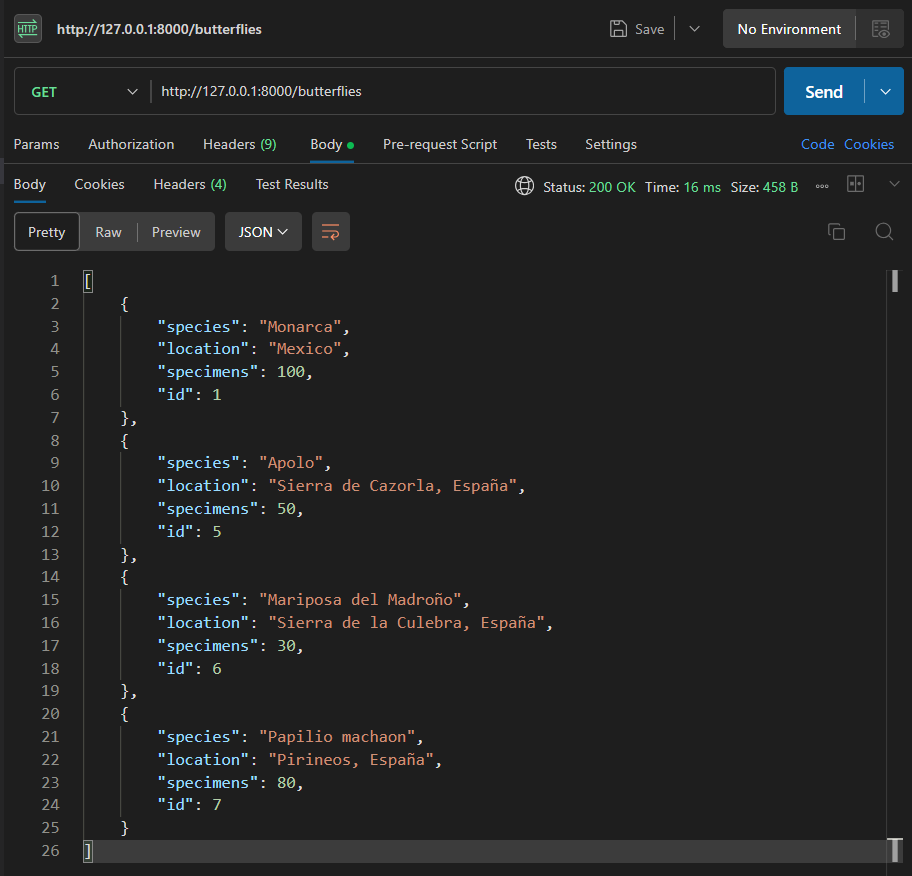 HTTP http://127.0.0.1:8000/butterflies Save No Environment
GET http://127.0.0.1:8000/butterflies Send
Params Authorization Headers (9) Body Pre-request Script Tests Settings Code Cookies
Body Cookies Headers (4) Test Results Status: 200 OK Time: 16 ms Size: 458 B
Pretty Raw Preview JSON
1 [
2 {
3 "species": "Monarca",
4 "location": "Mexico",
5 "specimens": 100,
6 "id": 1
7 },
8 {
9 "species": "Apolo",
10 "location": "Sierra de Cazorla, España",
11 "specimens": 50,
12 "id": 5
13 },
14 {
15 "species": "Mariposa del Madroño",
16 "location": "Sierra de la Culebra, España",
17 "specimens": 30,
18 "id": 6
19 },
20 {
21 "species": "Papilio machaon",
22 "location": "Pirineos, España",
23 "specimens": 80,
24 "id": 7
25 }
26 ]